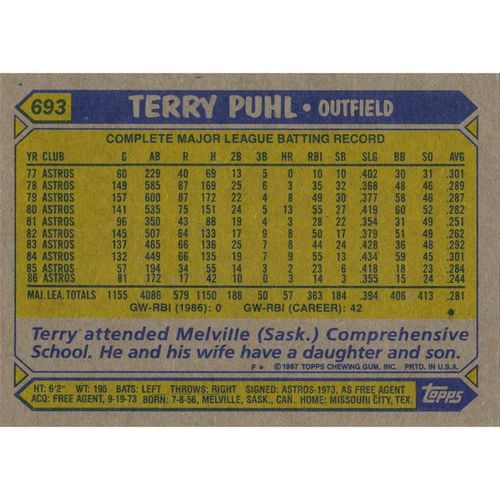 693
TERRY PUHL • OUTFIELD
COMPLETE MAJOR LEAGUE BATTING RECORD
YR CLUB G AB R H 2B 3B HR RBI SB SLG BB SO AVG
77 ASTROS 60 229 40 69 13 5 0 10 10 .402 30 31 .301
78 ASTROS 149 585 87 169 25 6 3 35 32 .368 48 46 .289
79 ASTROS 157 600 87 172 22 4 8 49 30 .377 58 46 .287
80 ASTROS 141 535 75 151 24 5 13 55 27 .419 60 52 .282
81 ASTROS 96 350 43 88 19 4 3 28 22 .354 31 49 .251
82 ASTROS 145 507 64 133 17 9 8 50 17 .379 51 49 .262
83 ASTROS 137 465 66 136 25 7 8 44 24 .428 36 48 .292
84 ASTROS 132 449 66 135 19 7 9 55 13 .434 59 45 .301
85 ASTROS 57 194 34 55 14 3 2 23 6 .418 18 23 .284
86 ASTROS 81 172 17 42 10 0 3 14 3 .355 15 24 .244
MAJ. LEA. TOTALS 1155 4086 579 1150 188 50 57 363 184 .394 406 413 .281
GW-RBI (1986): 0 GW-RBI (CAREER): 42
Terry attended Melville (Sask.) Comprehensive
School. He and his wife have a daughter and son.
F* ©1987 TOPPS CHEWING GUM, INC. PRTD. IN U.S.A.
HT: 6'2" WT: 195 BATS: LEFT THROWS: RIGHT SIGNED: ASTROS-1973, AS FREE AGENT
ACQ: FREE AGENT, 9-19-73 BORN: 7-8-56, MELVILLE, SASK., CAN. HOME: MISSOURI CITY, TEX.
Topps